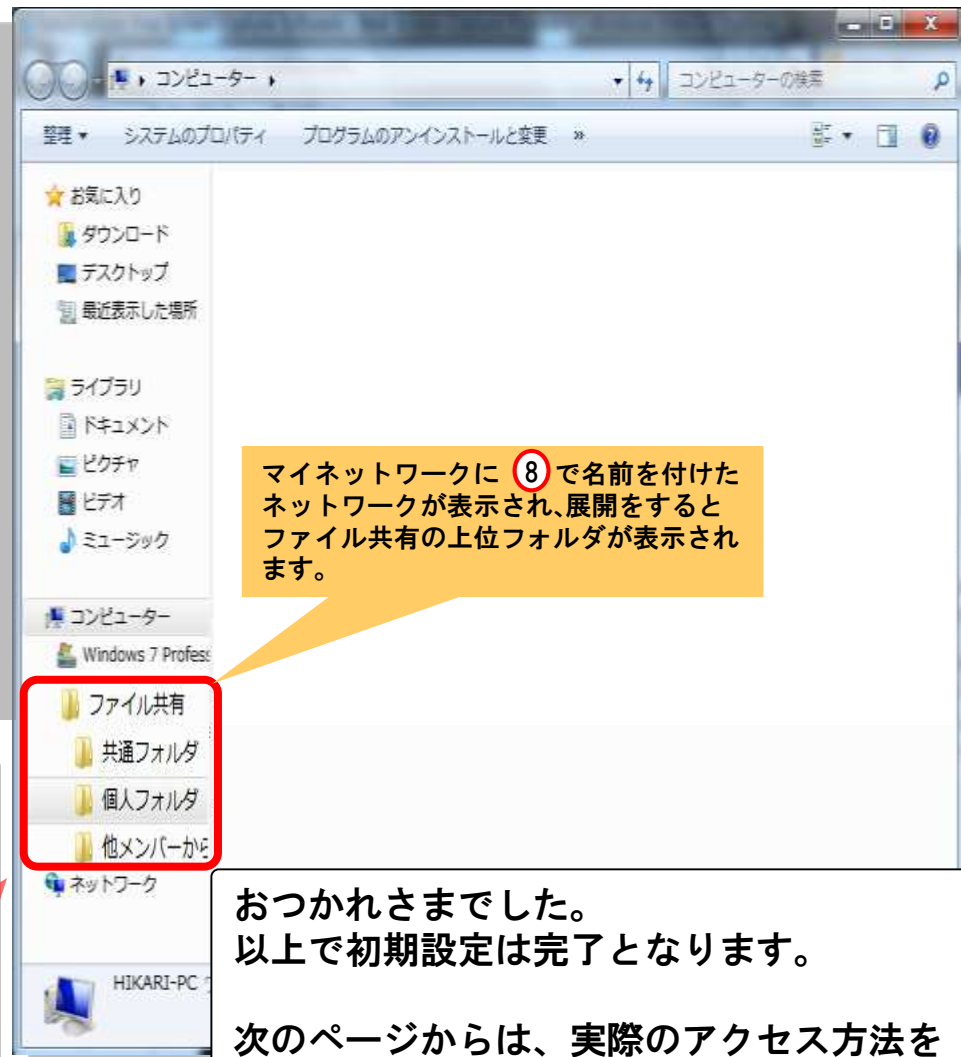 コンピューター
コンピューターの検索
整理 システムのプロパティ プログラムのアンインストールと変更 »
お気に入り
ダウンロード
デスクトップ
最近表示した場所
ライブラリ
ドキュメント
ピクチャ
ビデオ
ミュージック
コンピューター
Windows 7 Profess
ファイル共有
共通フォルダ
個人フォルダ
他メンバーから
ネットワーク
HIKARI-PC
マイネットワークに ⑧ で名前を付けた
ネットワークが表示され、展開をすると
ファイル共有の上位フォルダが表示され
ます。
おつかれさまでした。
以上で初期設定は完了となります。
次のページからは、実際のアクセス方法を